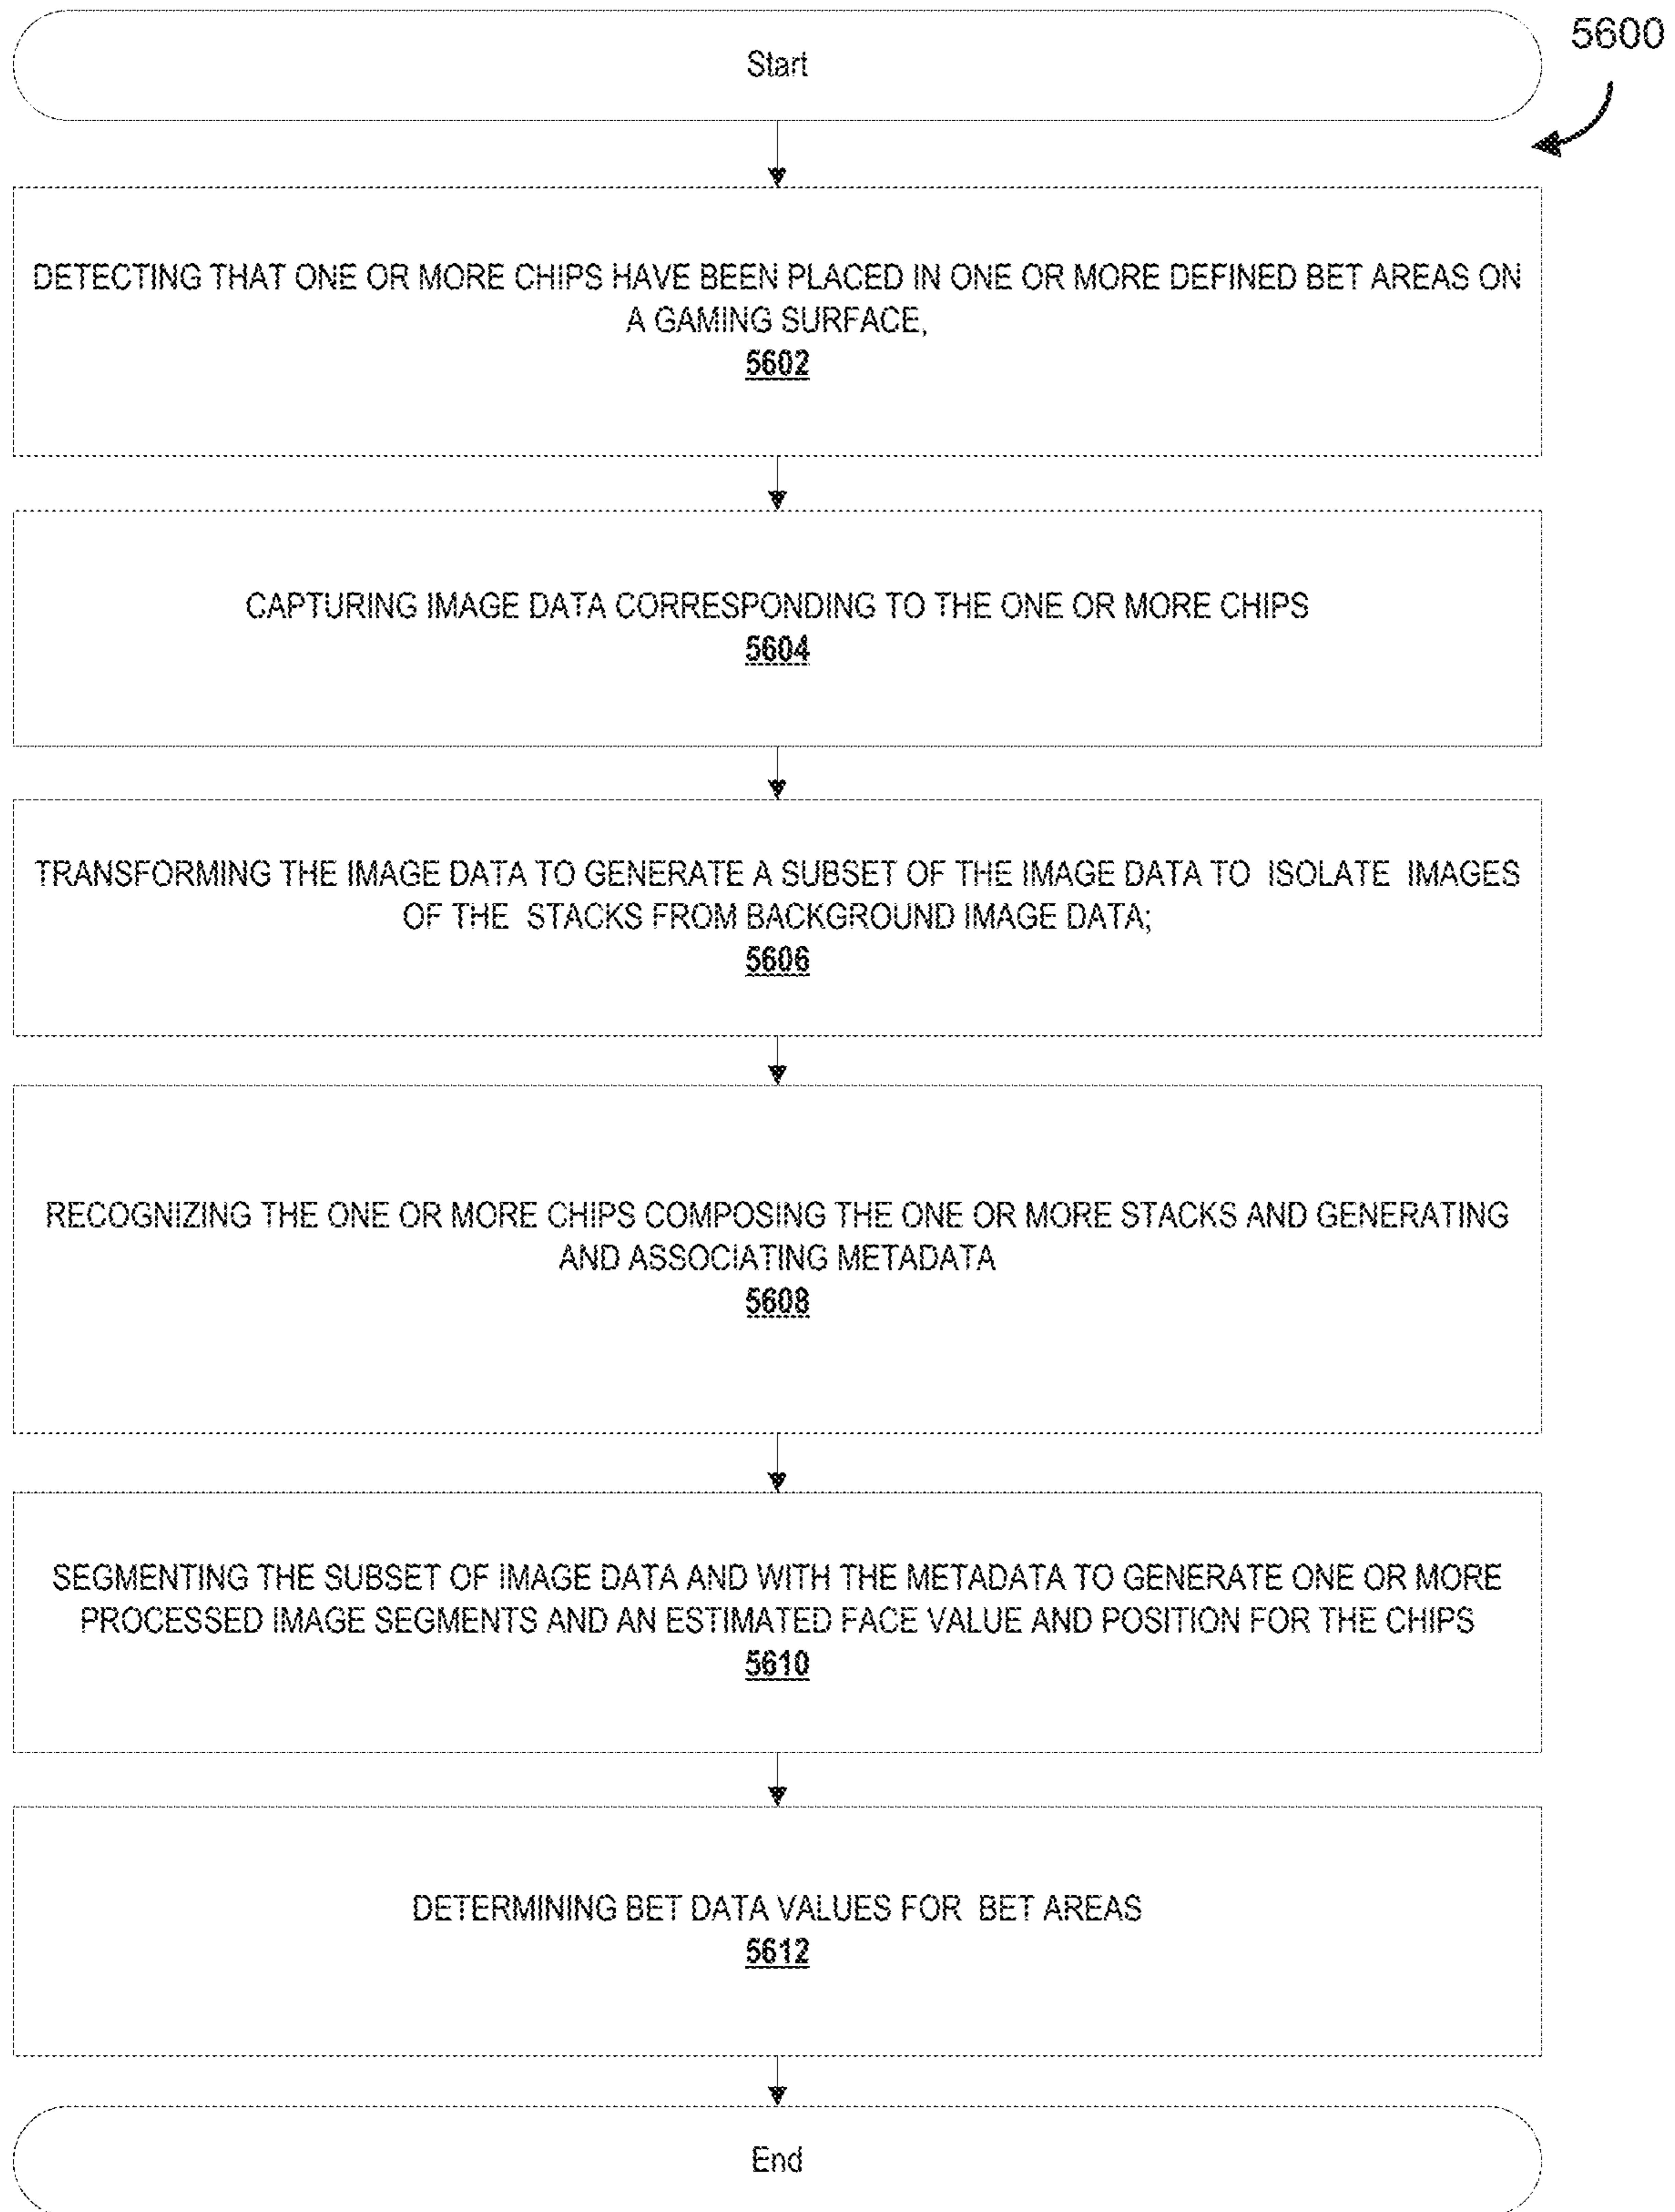 Start
5600
DETECTING THAT ONE OR MORE CHIPS HAVE BEEN PLACED IN ONE OR MORE DEFINED BET AREAS ON
A GAMING SURFACE,
5602
CAPTURING IMAGE DATA CORRESPONDING TO THE ONE OR MORE CHIPS
5604
TRANSFORMING THE IMAGE DATA TO GENERATE A SUBSET OF THE IMAGE DATA TO ISOLATE IMAGES
OF THE STACKS FROM BACKGROUND IMAGE DATA;
5606
RECOGNIZING THE ONE OR MORE CHIPS COMPOSING THE ONE OR MORE STACKS AND GENERATING
AND ASSOCIATING METADATA
5608
SEGMENTING THE SUBSET OF IMAGE DATA AND WITH THE METADATA TO GENERATE ONE OR MORE
PROCESSED IMAGE SEGMENTS AND AN ESTIMATED FACE VALUE AND POSITION FOR THE CHIPS
5610
DETERMINING BET DATA VALUES FOR BET AREAS
5612
End